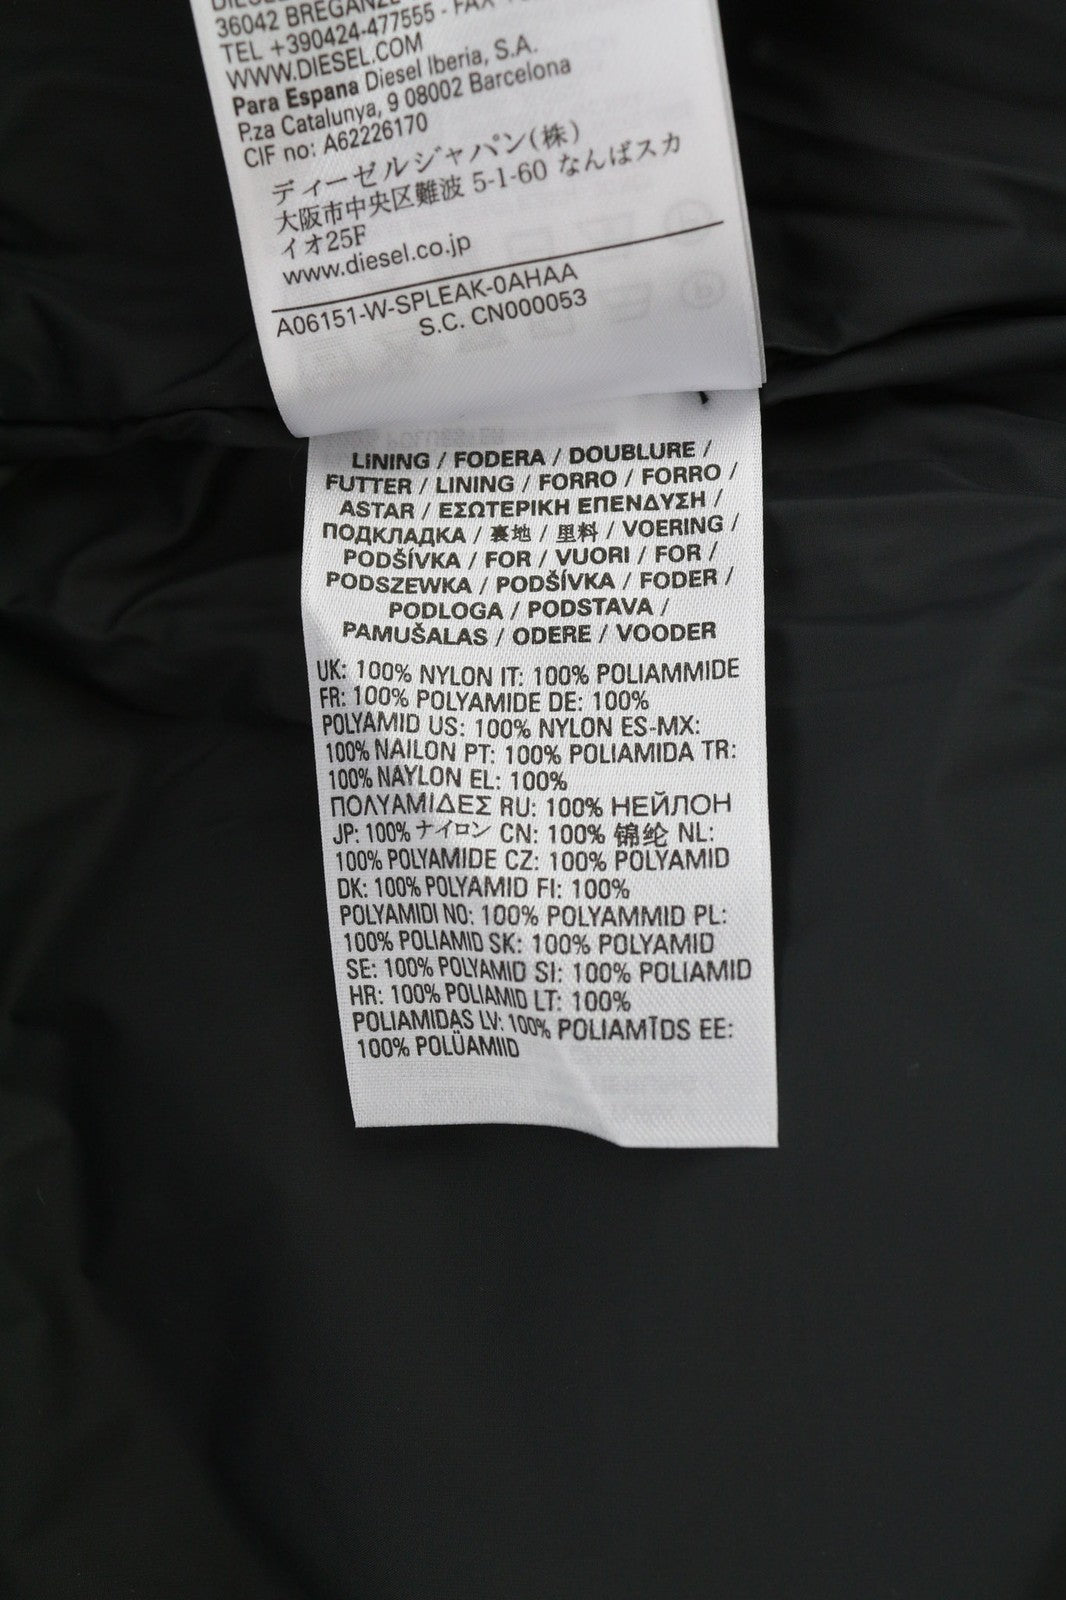 36042 BREGANZE
TEL +390424-477555 - FAX
WWW.DIESEL.COM
Para Espana Diesel Iberia, S.A.
P.za Catalunya, 9 08002 Barcelona
CIF no: A62226170
ディーゼルジャパン(株)
大阪市中央区難波 5-1-60 なんばスカ
イオ25F
www.diesel.co.jp
A06151-W-SPLEAK-0AHAA
S.C. CN000053
LINING / FODERA / DOUBLURE /
FUTTER / LINING / FORRO / FORRO /
ASTAR / ΕΣΩΤΕΡΙΚΗ ΕΠΕΝΔΥΣΗ /
ПОДКЛАДКА / 裏地 / 里料 / VOERING /
PODŠÍVKA / FOR / VUORI / FOR /
PODSZEWKA / PODŠÍVKA / FODER /
PODLOGA / PODSTAVA /
PAMUŠALAS / ODERE / VOODER
UK: 100% NYLON IT: 100% POLIAMMIDE
FR: 100% POLYAMIDE DE: 100%
POLYAMID US: 100% NYLON ES-MX:
100% NAILON PT: 100% POLIAMIDA TR:
100% NAYLON EL: 100%
ΠΟΛΥΑΜΙΔΕΣ RU: 100% НЕЙЛОН
JP: 100% ナイロン CN: 100% 锦纶 NL:
100% POLYAMIDE CZ: 100% POLYAMID
DK: 100% POLYAMID FI: 100%
POLYAMIDI NO: 100% POLYAMMID PL:
100% POLIAMID SK: 100% POLYAMID
SE: 100% POLYAMID SI: 100% POLIAMID
HR: 100% POLIAMID LT: 100%
POLIAMIDAS LV: 100% POLIAMĪDS EE:
100% POLÜAMIID